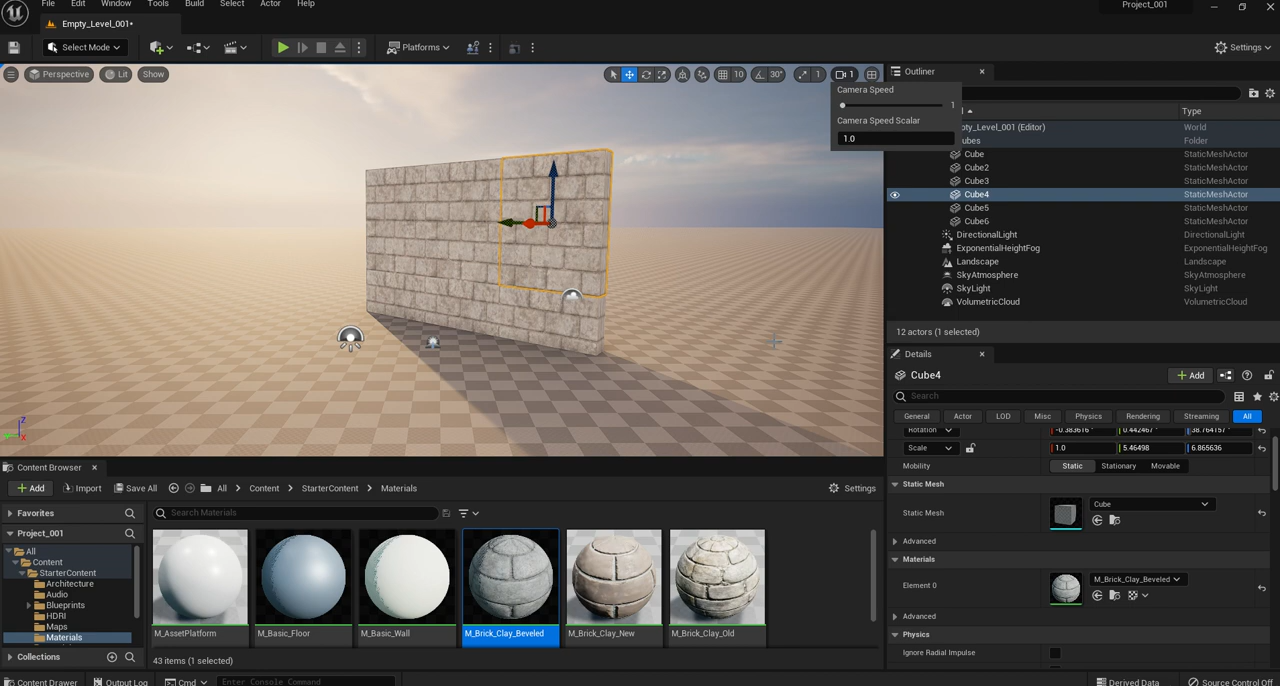 File Edit Window Tools Build Select Actor Help
Project_001
Empty_Level_001*
Select Mode
Platforms
Settings
Perspective Lit Show
10 30° 1 1
Camera Speed
1
Camera Speed Scalar
1.0
Outliner
Type
pty_Level_001 (Editor) World
ubes Folder
Cube StaticMeshActor
Cube2 StaticMeshActor
Cube3 StaticMeshActor
Cube4 StaticMeshActor
Cube5 StaticMeshActor
Cube6 StaticMeshActor
DirectionalLight DirectionalLight
ExponentialHeightFog ExponentialHeightFog
Landscape Landscape
SkyAtmosphere SkyAtmosphere
SkyLight SkyLight
VolumetricCloud VolumetricCloud
12 actors (1 selected)
Details
Cube4
Add
Search
General Actor LOD Misc Physics Rendering Streaming All
Rotation -0.383616 ° 0.442467 ° 38.764157 °
Scale 1.0 5.46498 6.865636
Mobility Static Stationary Movable
Static Mesh
Static Mesh Cube
Advanced
Materials
Element 0 M_Brick_Clay_Beveled
Advanced
Physics
Ignore Radial Impulse
Z
X
Content Browser
Add Import Save All All Content StarterContent Materials Settings
Favorites
Search Materials
Project_001
All
Content
StarterContent
Architecture
Audio
Blueprints
HDRI
Maps
Materials
Collections
M_AssetPlatform M_Basic_Floor M_Basic_Wall M_Brick_Clay_Beveled M_Brick_Clay_New M_Brick_Clay_Old
43 items (1 selected)
Content Drawer Output Log Cmd Enter Console Command Derived Data Source Control Off